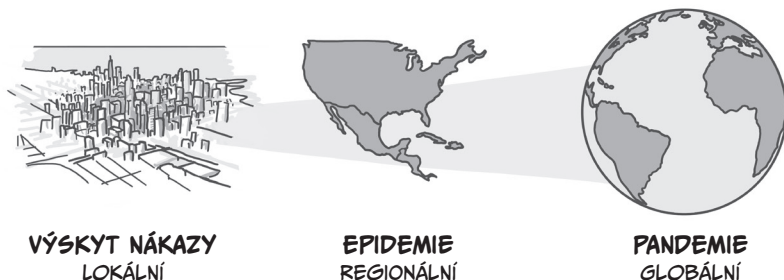 VÝSKYT NÁKAZY
LOKÁLNÍ
EPIDEMIE
REGIONÁLNÍ
PANDEMIE
GLOBÁLNÍ